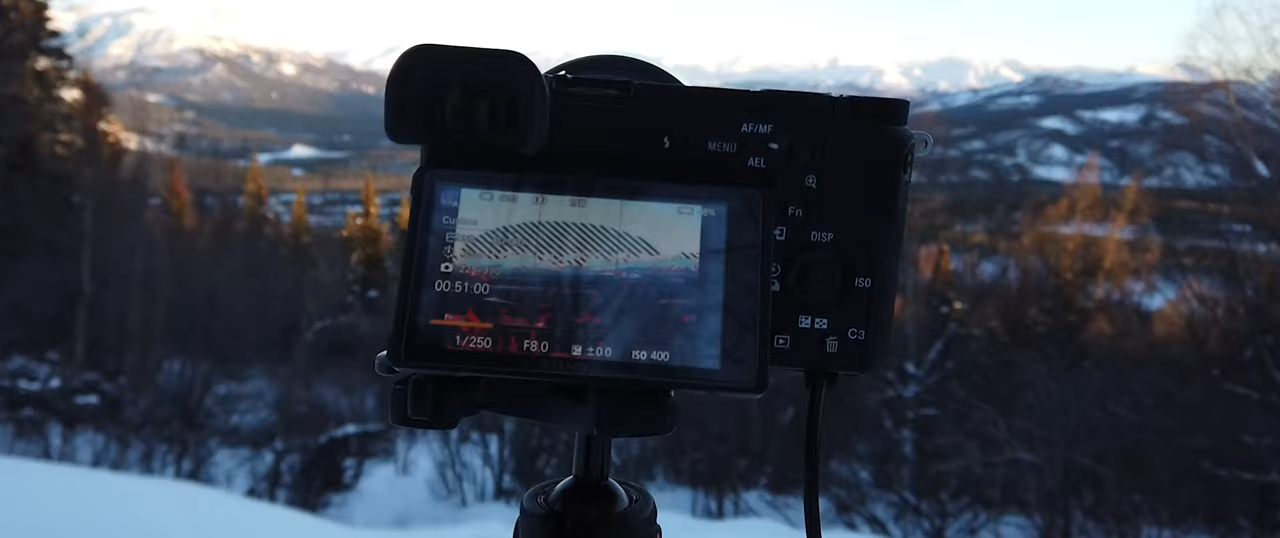 AF/MF
MENU
AEL
Fn
DISP
ISO
C3
00:51:00
1/250 F8.0 ±0.0 ISO 400